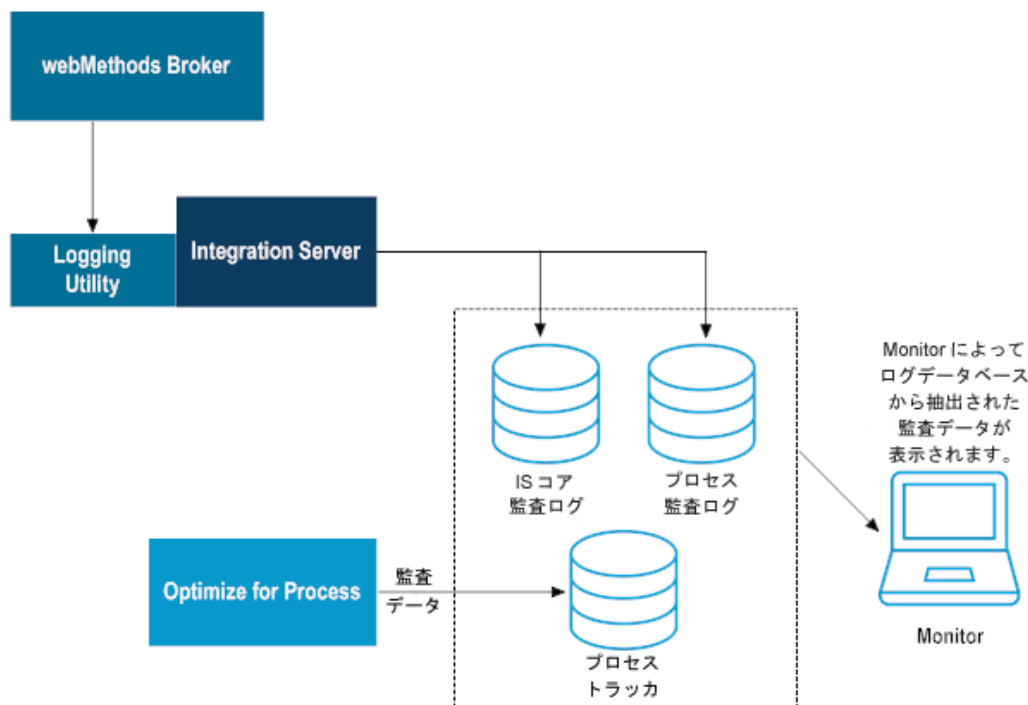 webMethods Broker
Logging
Utility
Integration Server
IS コア
監査ログ
プロセス
監査ログ
Monitor によって
ログデータベース
から抽出された
監査データが
表示されます。
Optimize for Process
監査
データ
プロセス
トラッカ
Monitor